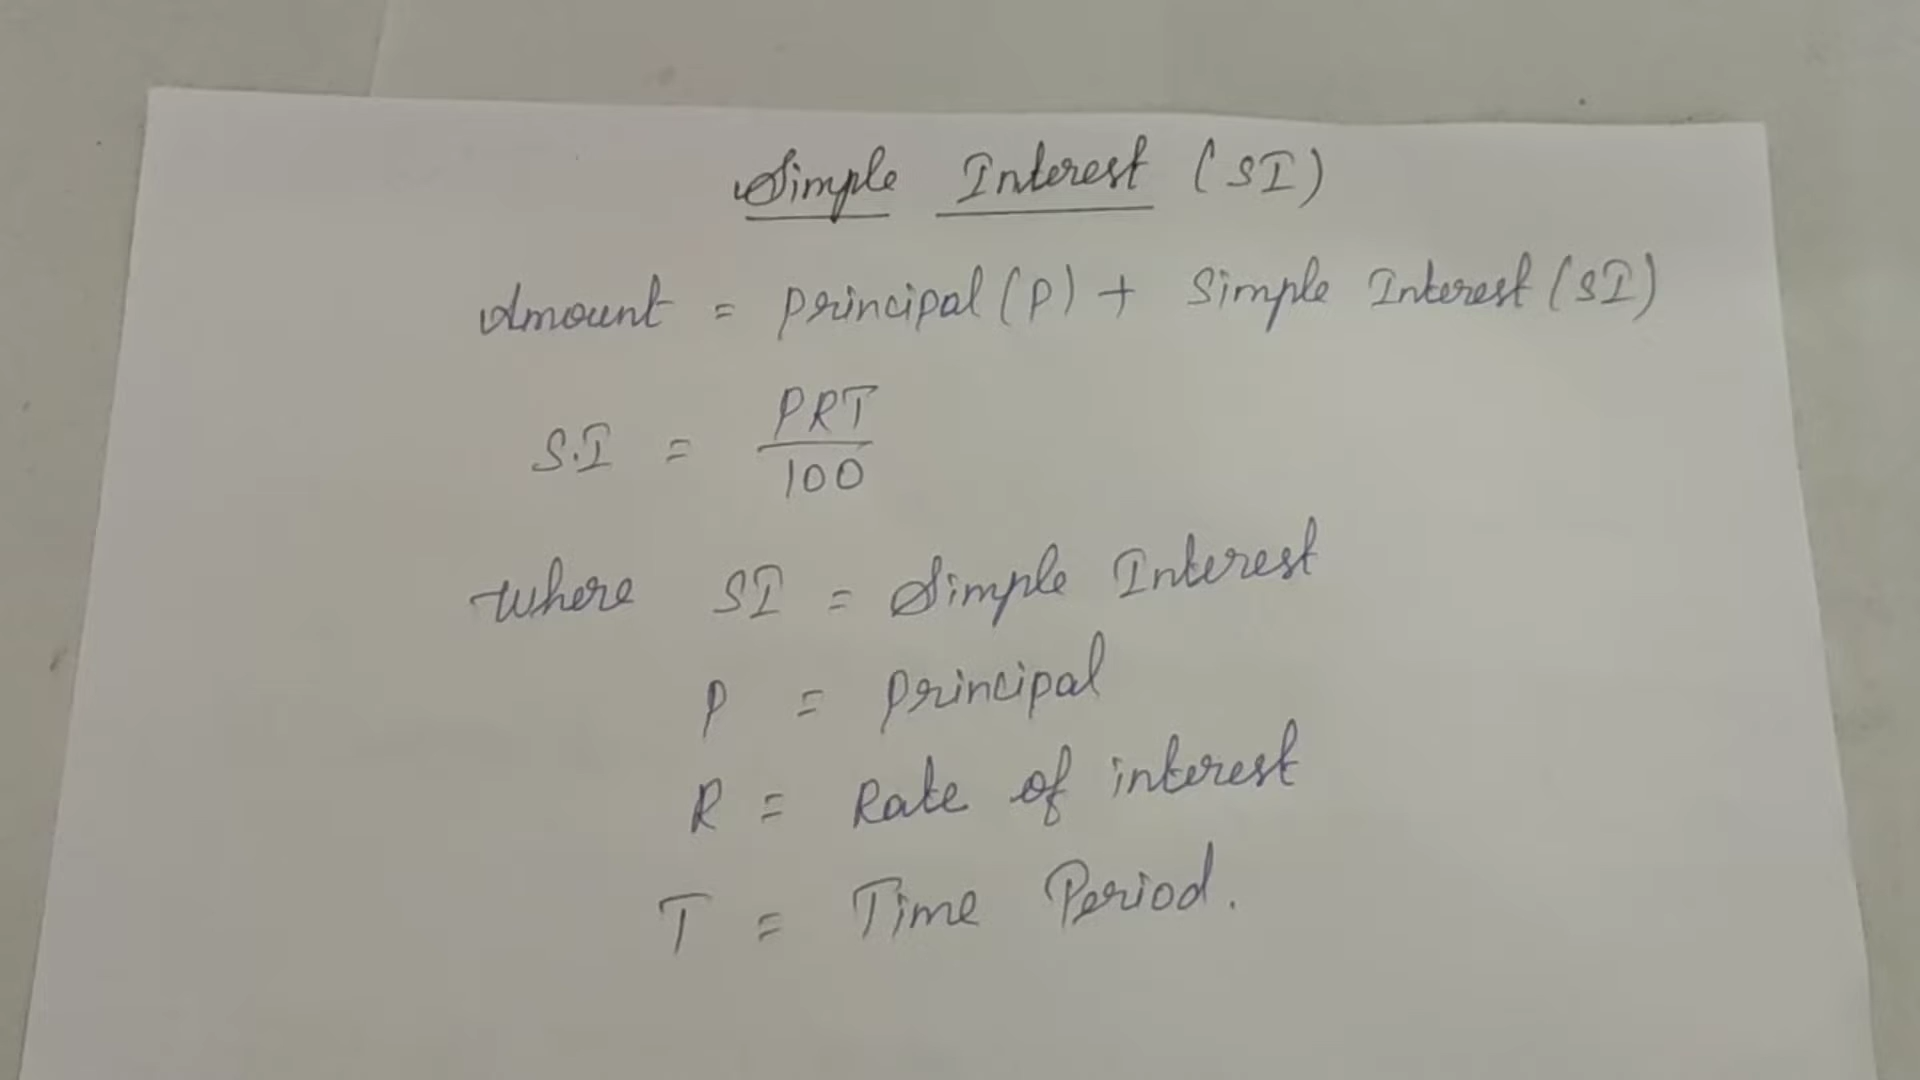 Simple Interest (SI)
Amount = principal (p) + Simple Interest (SI)
S.I = PRT
100
where SI = Simple Interest
P = principal
R = Rate of interest
T = Time Period.